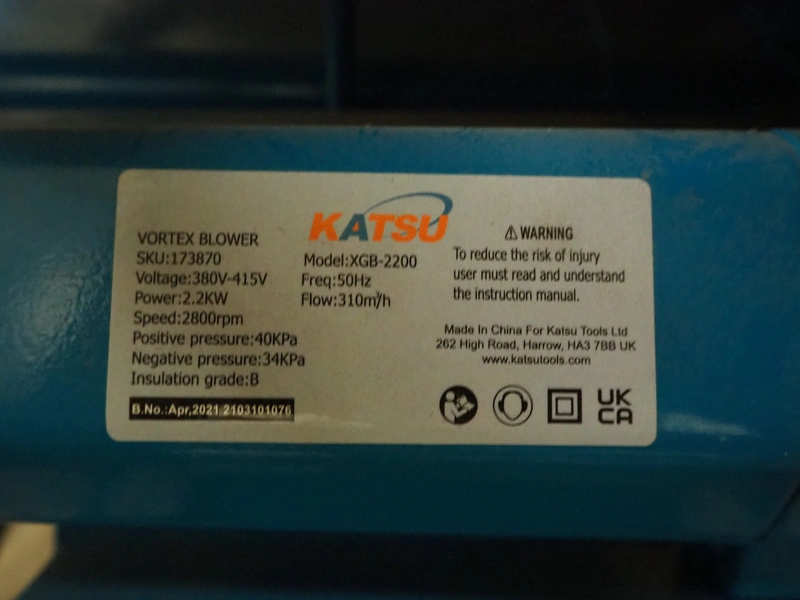 KATSU
VORTEX BLOWER
SKU:173870
Voltage:380V-415V
Power:2.2KW
Speed:2800rpm
Positive pressure:40KPa
Negative pressure:34KPa
Insulation grade:B
B.No.:Apr,2021 2103101076
Model:XGB-2200
Freq:50Hz
Flow:310m³/h
⚠ WARNING
To reduce the risk of injury
user must read and understand
the instruction manual.
Made In China For Katsu Tools Ltd
262 High Road, Harrow, HA3 7BB UK
www.katsutools.com
UK
CA